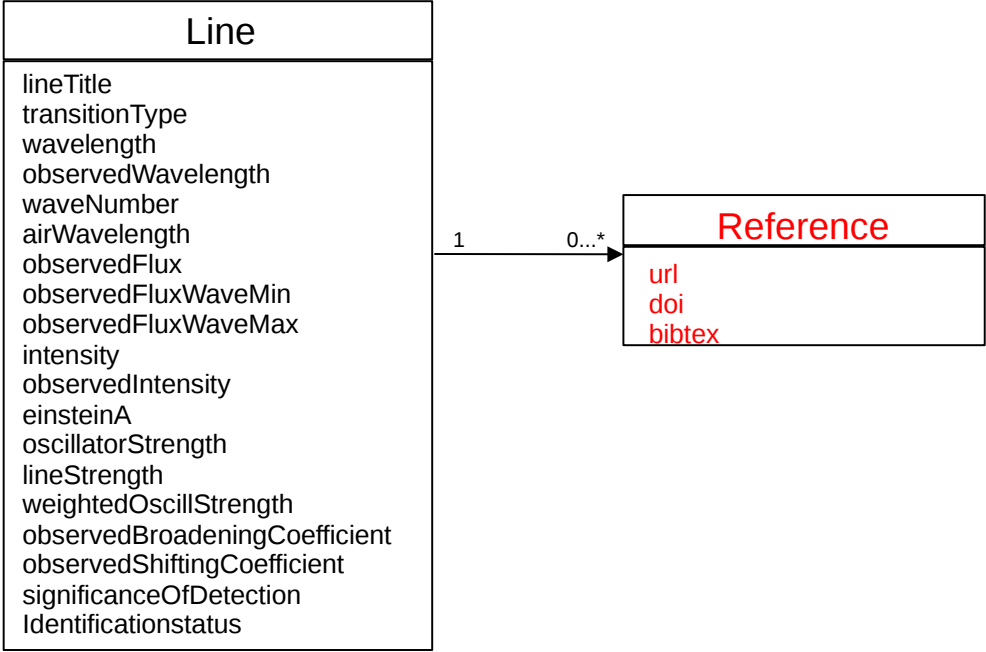 Line
lineTitle
transitionType
wavelength
observedWavelength
waveNumber
airWavelength
observedFlux
observedFluxWaveMin
observedFluxWaveMax
intensity
observedIntensity
einsteinA
oscillatorStrength
lineStrength
weightedOscillStrength
observedBroadeningCoefficient
observedShiftingCoefficient
significanceOfDetection
Identificationstatus
1
0...*
Reference
url
doi
bibtex